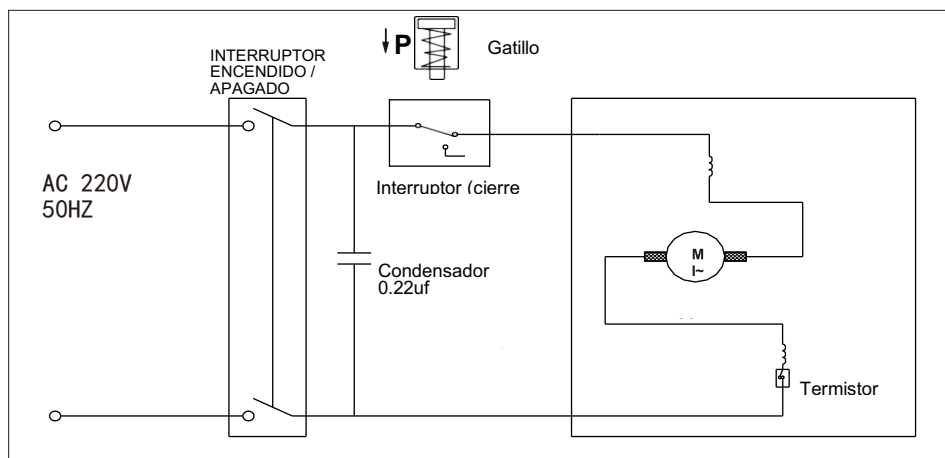 P
Gatillo
INTERRUPTOR
ENCENDIDO /
APAGADO
AC 220V
50HZ
Interruptor (cierre
Condensador
0.22uf
M
I~
Termistor